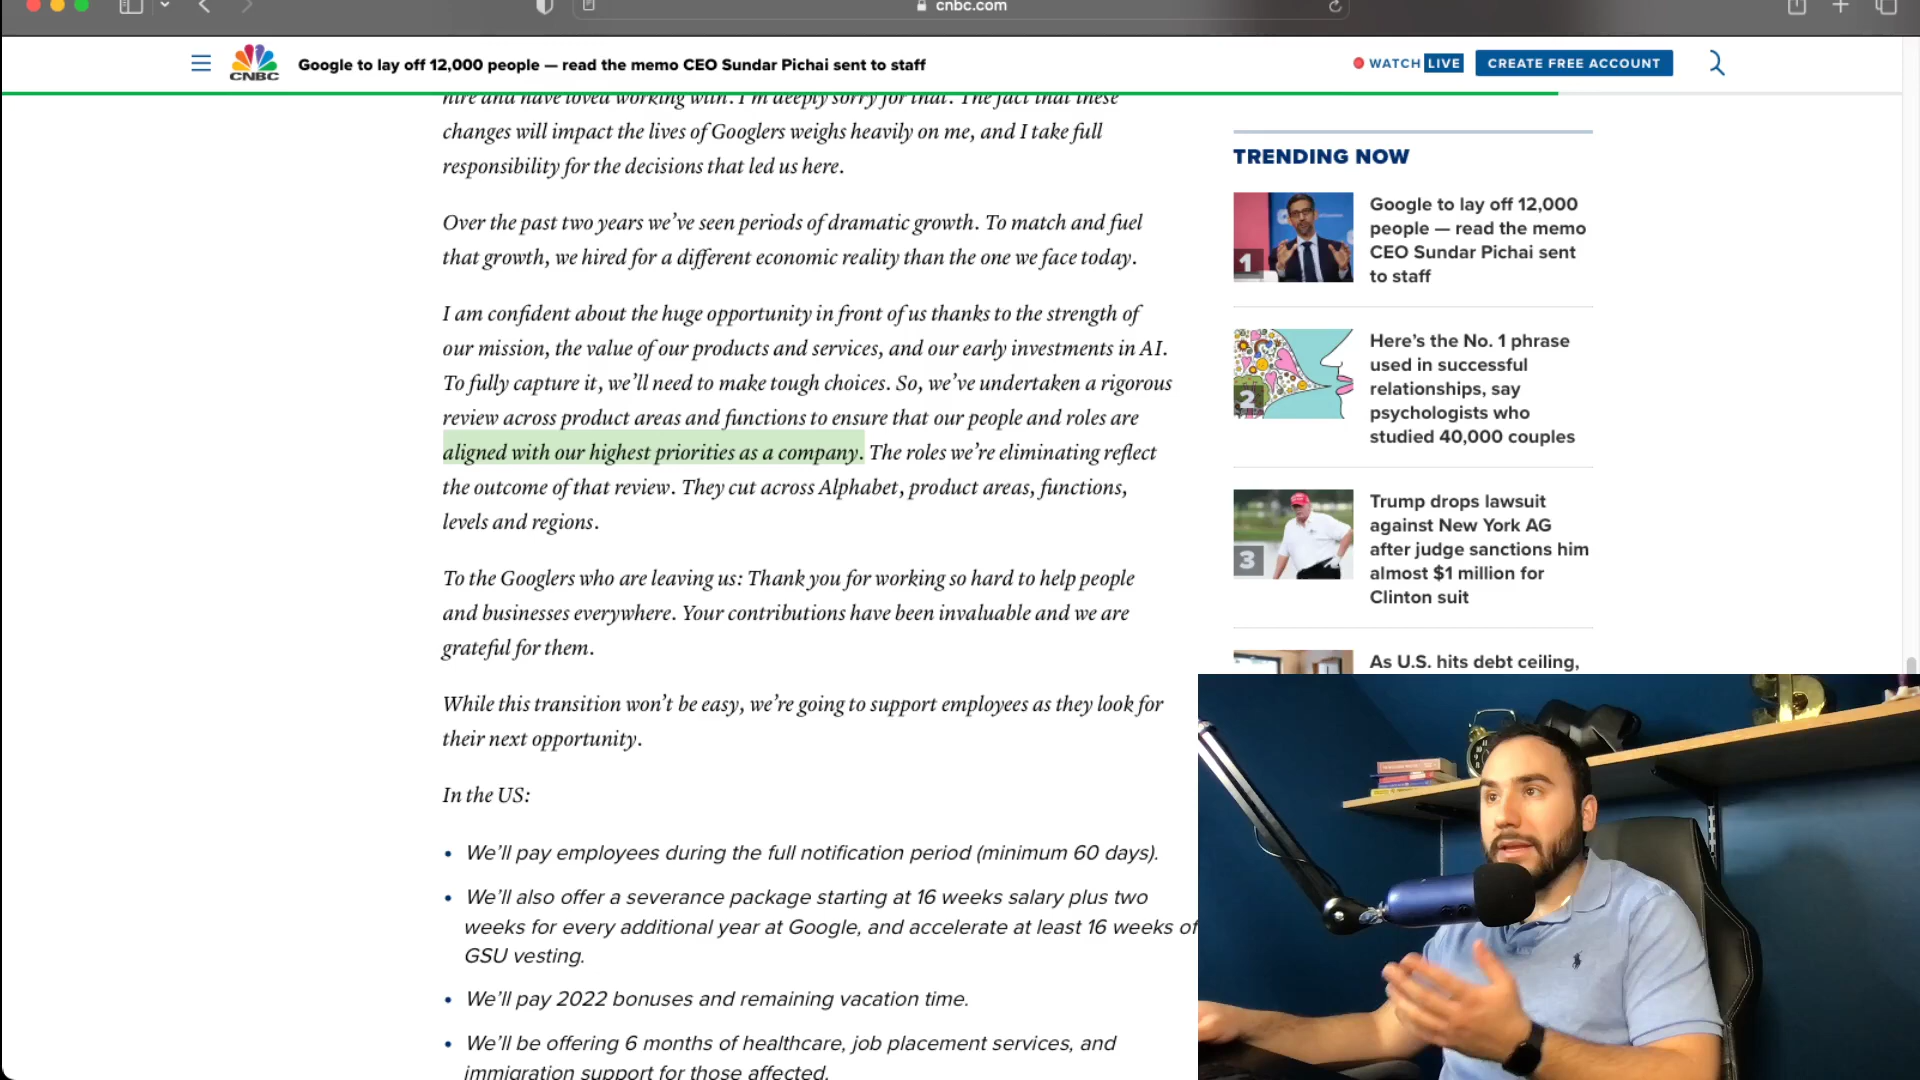 cnbc.com
CNBC
Google to lay off 12,000 people — read the memo CEO Sundar Pichai sent to staff
WATCH LIVE
CREATE FREE ACCOUNT
hire and have loved working with. I'm deeply sorry for that. The fact that these
changes will impact the lives of Googlers weighs heavily on me, and I take full
responsibility for the decisions that led us here.
Over the past two years we've seen periods of dramatic growth. To match and fuel
that growth, we hired for a different economic reality than the one we face today.
I am confident about the huge opportunity in front of us thanks to the strength of
our mission, the value of our products and services, and our early investments in AI.
To fully capture it, we'll need to make tough choices. So, we've undertaken a rigorous
review across product areas and functions to ensure that our people and roles are
aligned with our highest priorities as a company. The roles we're eliminating reflect
the outcome of that review. They cut across Alphabet, product areas, functions,
levels and regions.
To the Googlers who are leaving us: Thank you for working so hard to help people
and businesses everywhere. Your contributions have been invaluable and we are
grateful for them.
While this transition won't be easy, we're going to support employees as they look for
their next opportunity.
In the US:
• We'll pay employees during the full notification period (minimum 60 days).
• We'll also offer a severance package starting at 16 weeks salary plus two
weeks for every additional year at Google, and accelerate at least 16 weeks of
GSU vesting.
• We'll pay 2022 bonuses and remaining vacation time.
• We'll be offering 6 months of healthcare, job placement services, and
immigration support for those affected.
TRENDING NOW
1
Google to lay off 12,000
people — read the memo
CEO Sundar Pichai sent
to staff
2
Here's the No. 1 phrase
used in successful
relationships, say
psychologists who
studied 40,000 couples
3
Trump drops lawsuit
against New York AG
after judge sanctions him
almost $1 million for
Clinton suit
As U.S. hits debt ceiling,